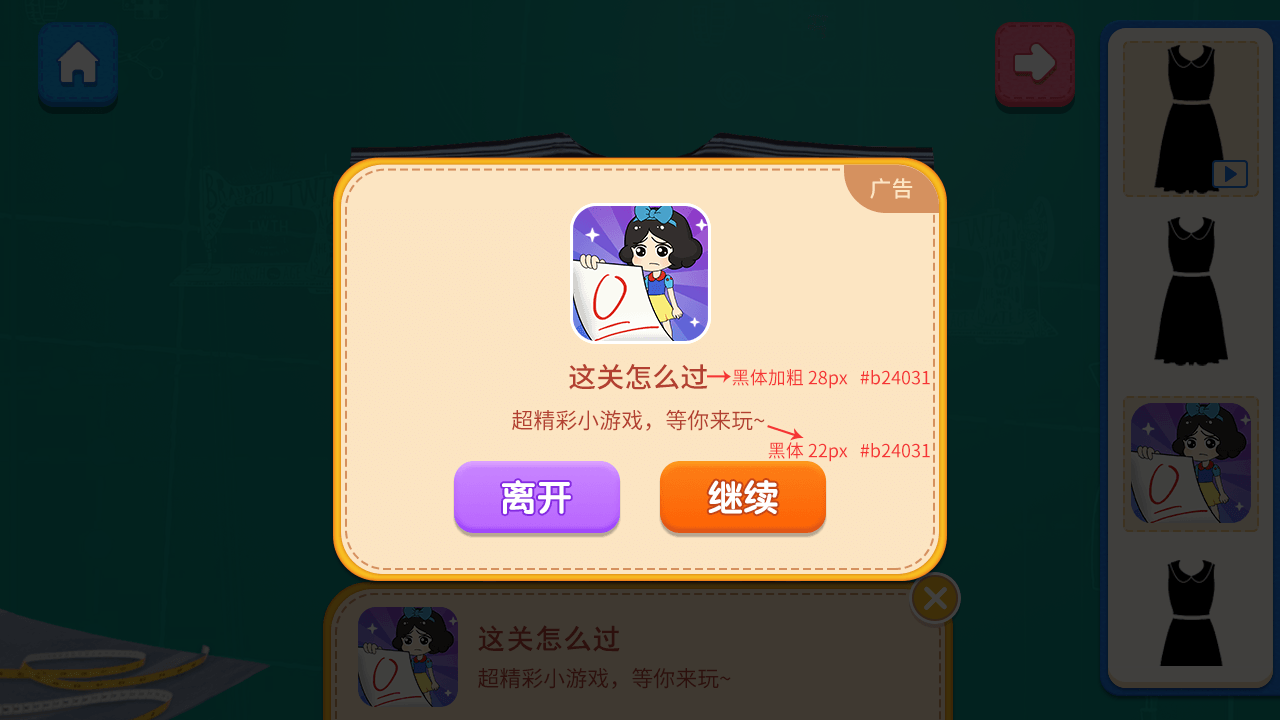 广告
这关怎么过
黑体加粗 28px #b24031
超精彩小游戏，等你来玩~
黑体 22px #b24031
离开
继续
这关怎么过
超精彩小游戏，等你来玩~